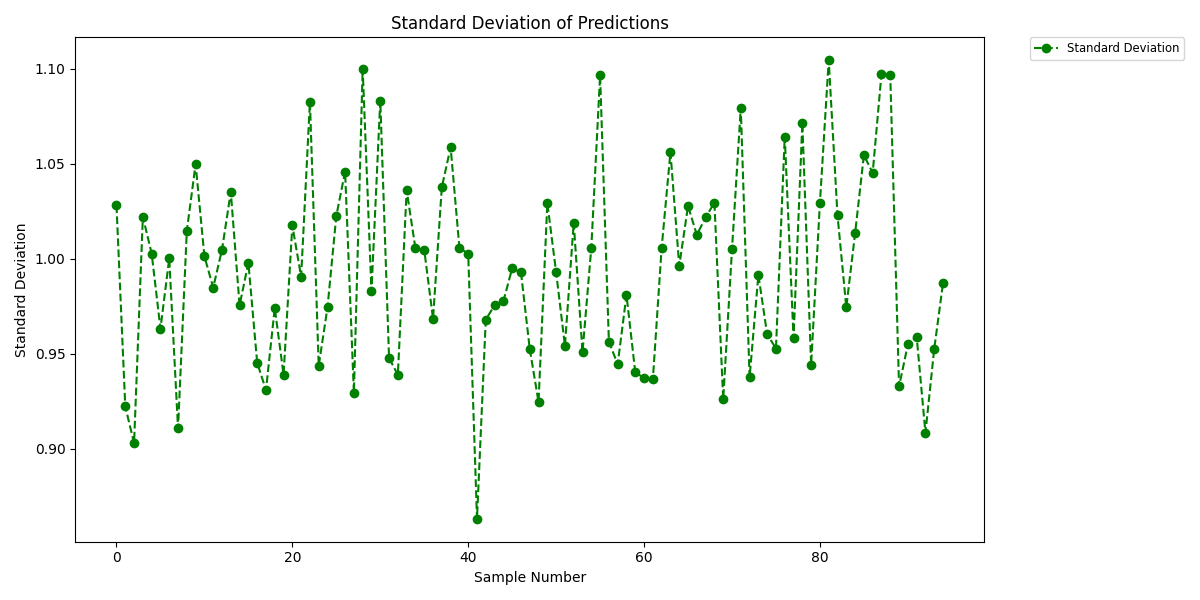 Standard Deviation of Predictions
Standard Deviation
1.10
1.05
1.00
0.95
0.90
Standard Deviation
0
20
40
60
80
Sample Number